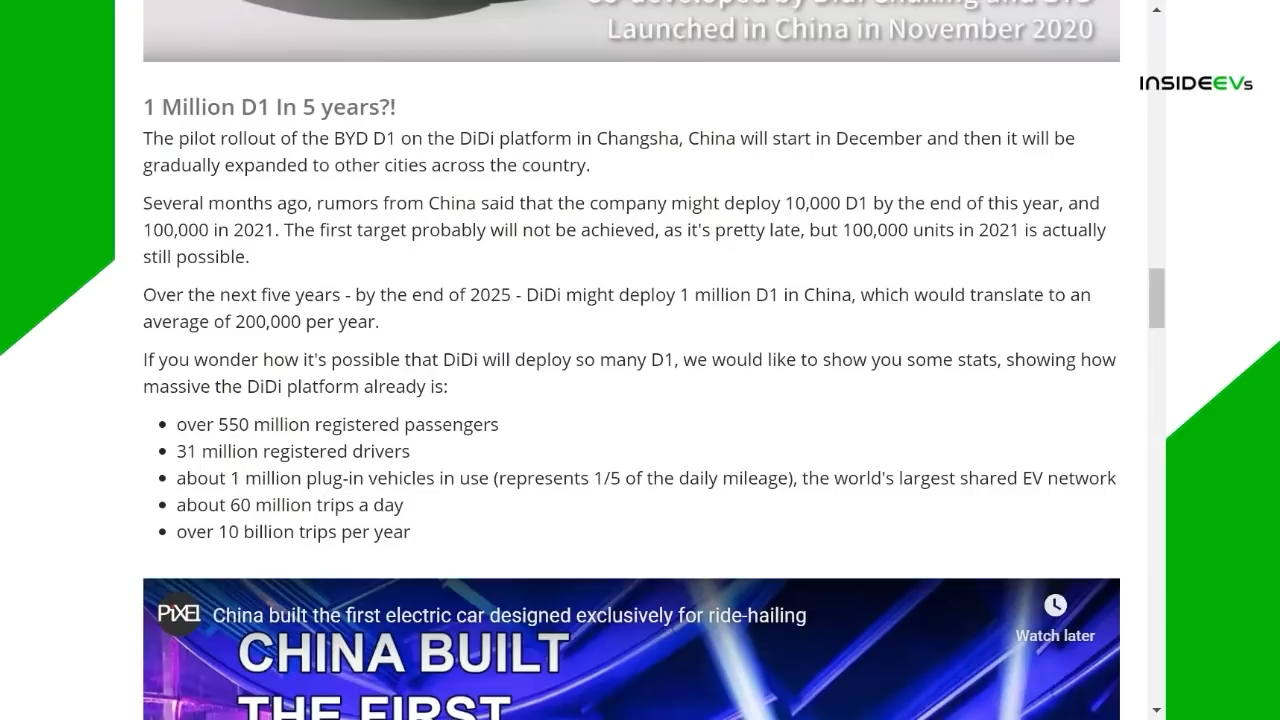 Launched in China in November 2020
INSIDEEVs
1 Million D1 In 5 years?!
The pilot rollout of the BYD D1 on the DiDi platform in Changsha, China will start in December and then it will be
gradually expanded to other cities across the country.
Several months ago, rumors from China said that the company might deploy 10,000 D1 by the end of this year, and
100,000 in 2021. The first target probably will not be achieved, as it's pretty late, but 100,000 units in 2021 is actually
still possible.
Over the next five years - by the end of 2025 - DiDi might deploy 1 million D1 in China, which would translate to an
average of 200,000 per year.
If you wonder how it's possible that DiDi will deploy so many D1, we would like to show you some stats, showing how
massive the DiDi platform already is:
over 550 million registered passengers
31 million registered drivers
about 1 million plug-in vehicles in use (represents 1/5 of the daily mileage), the world's largest shared EV network
about 60 million trips a day
over 10 billion trips per year
PIXEL China built the first electric car designed exclusively for ride-hailing
Watch later
CHINA BUILT
THE FIRST